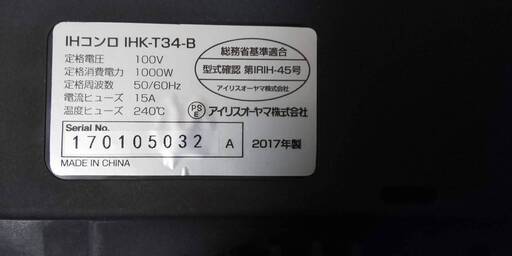 IHコンロ IHK-T34-B
定格電圧 100V
定格消費電力 1000W
定格周波数 50/60Hz
電流ヒューズ 15A
温度ヒューズ 240℃
総務省基準適合
型式確認 第IRIH-45号
アイリスオーヤマ株式会社
PSE アイリスオーヤマ株式会社
Serial No.
170105032 A 2017年製
MADE IN CHINA